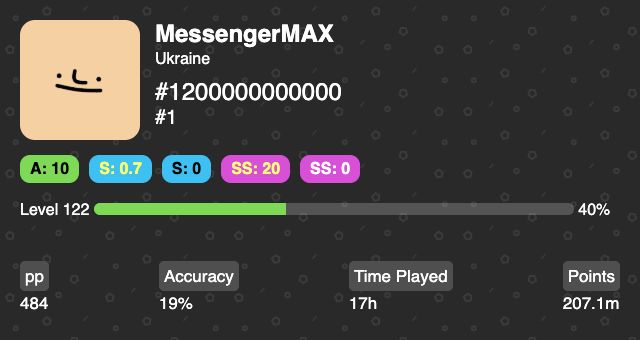 MessengerMAX
Ukraine
#1200000000000
#1
A: 10 S: 0.7 S: 0 SS: 20 SS: 0
Level 122 40%
pp Accuracy Time Played Points
484 19% 17h 207.1m